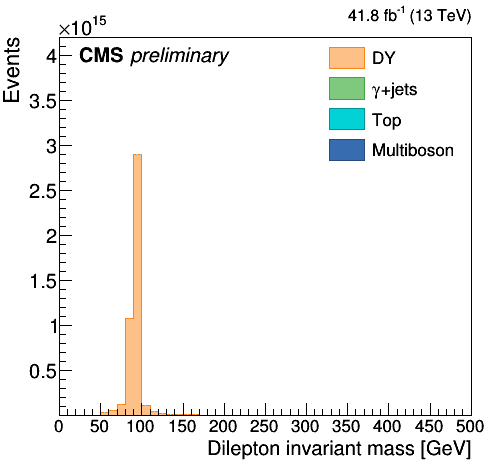 41.8 fb⁻¹ (13 TeV)
×10¹⁵
Events
CMS preliminary
DY
γ+jets
Top
Multiboson
4
3.5
3
2.5
2
1.5
1
0.5
0 50 100 150 200 250 300 350 400 450 500
Dilepton invariant mass [GeV]